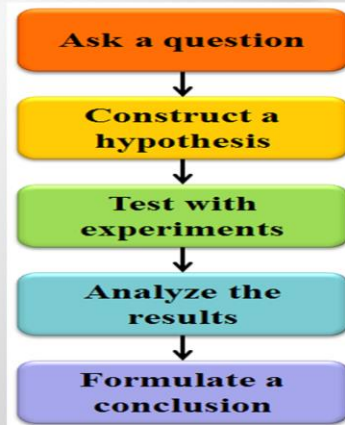 Ask a question
Construct a
hypothesis
Test with
experiments
Analyze the
results
Formulate a
conclusion